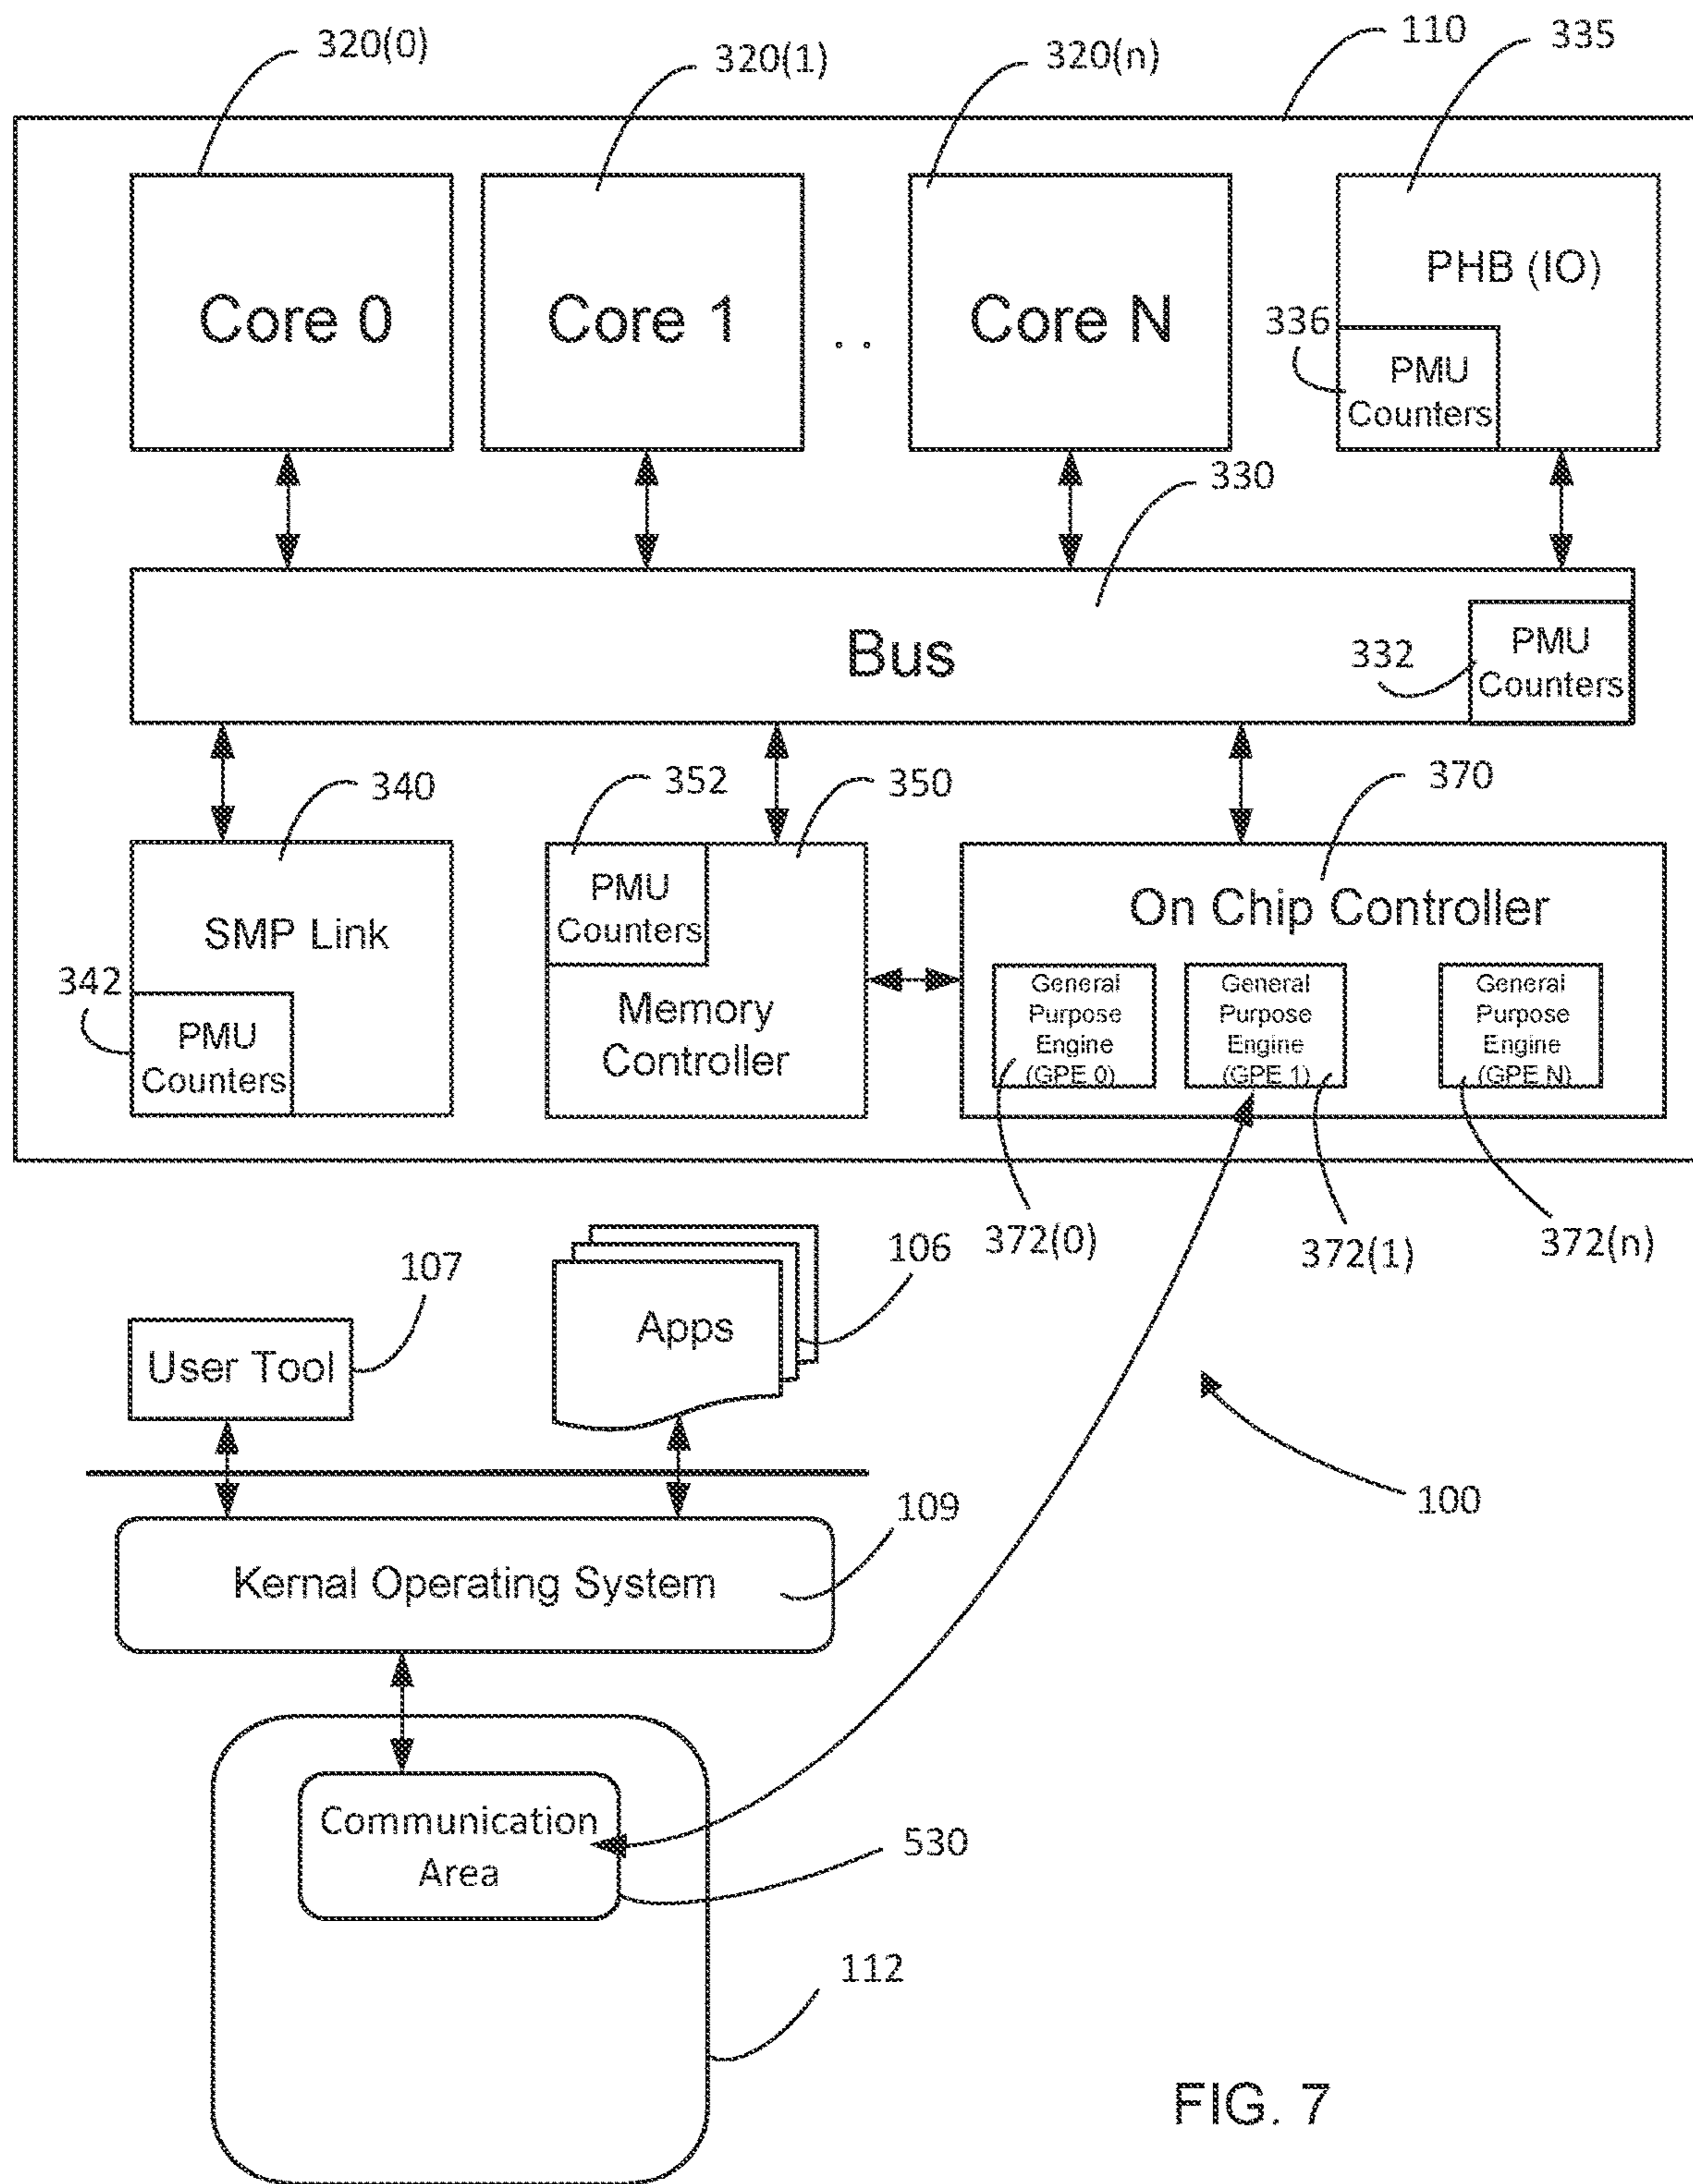 320(0)
320(1)
320(n)
110
335
Core 0
Core 1
. .
Core N
PHB (IO)
336
PMU
Counters
330
Bus
332
PMU
Counters
340
352
350
370
SMP Link
342
PMU
Counters
PMU
Counters
Memory
Controller
On Chip Controller
General
Purpose
Engine
(GPE 0)
General
Purpose
Engine
(GPE 1)
General
Purpose
Engine
(GPE N)
372(0)
372(1)
372(n)
107
User Tool
Apps
106
100
109
Kernal Operating System
Communication
Area
530
112
FIG. 7